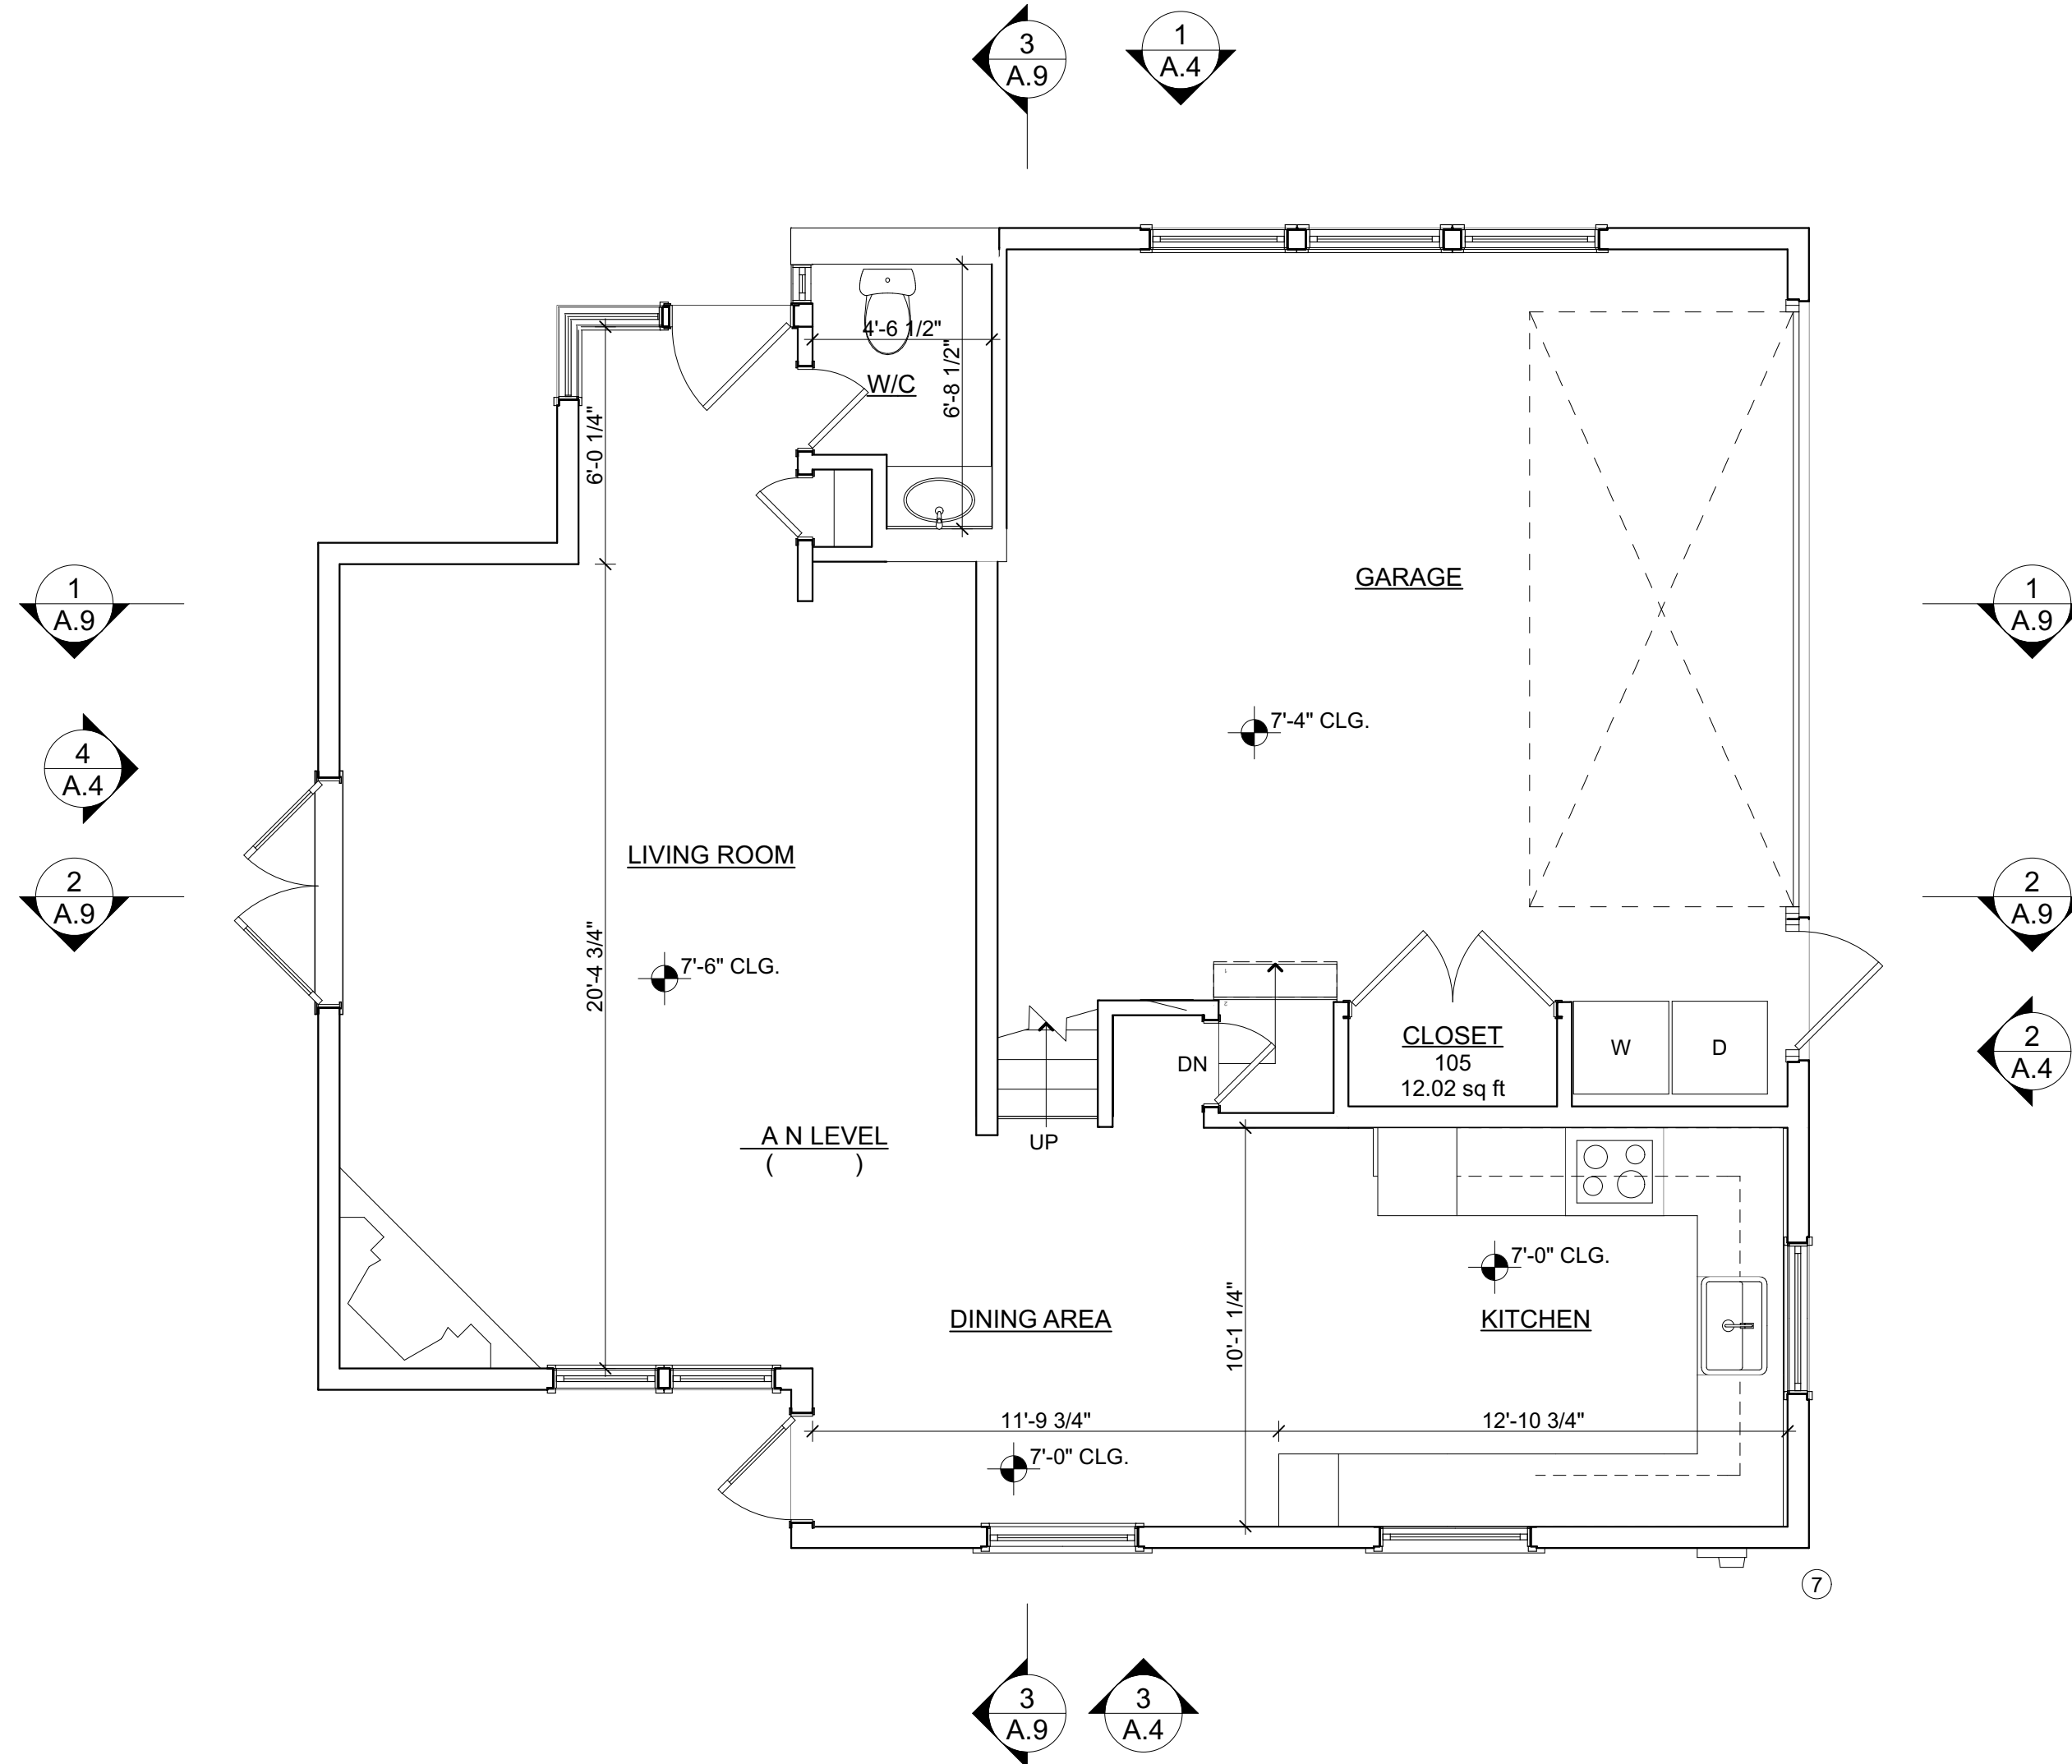 3
A.9
1
A.4
4'-6 1/2"
W/C
6'-8 1/2"
6'-0 1/4"
GARAGE
1
A.9
1
A.9
7'-4" CLG.
4
A.4
LIVING ROOM
2
A.9
2
A.9
7'-6" CLG.
20'-4 3/4"
CLOSET
105
12.02 sq ft
W
D
DN
2
A.4
A N LEVEL
( )
UP
7'-0" CLG.
DINING AREA
10'-1 1/4"
KITCHEN
11'-9 3/4"
12'-10 3/4"
7'-0" CLG.
7
3
A.9
3
A.4